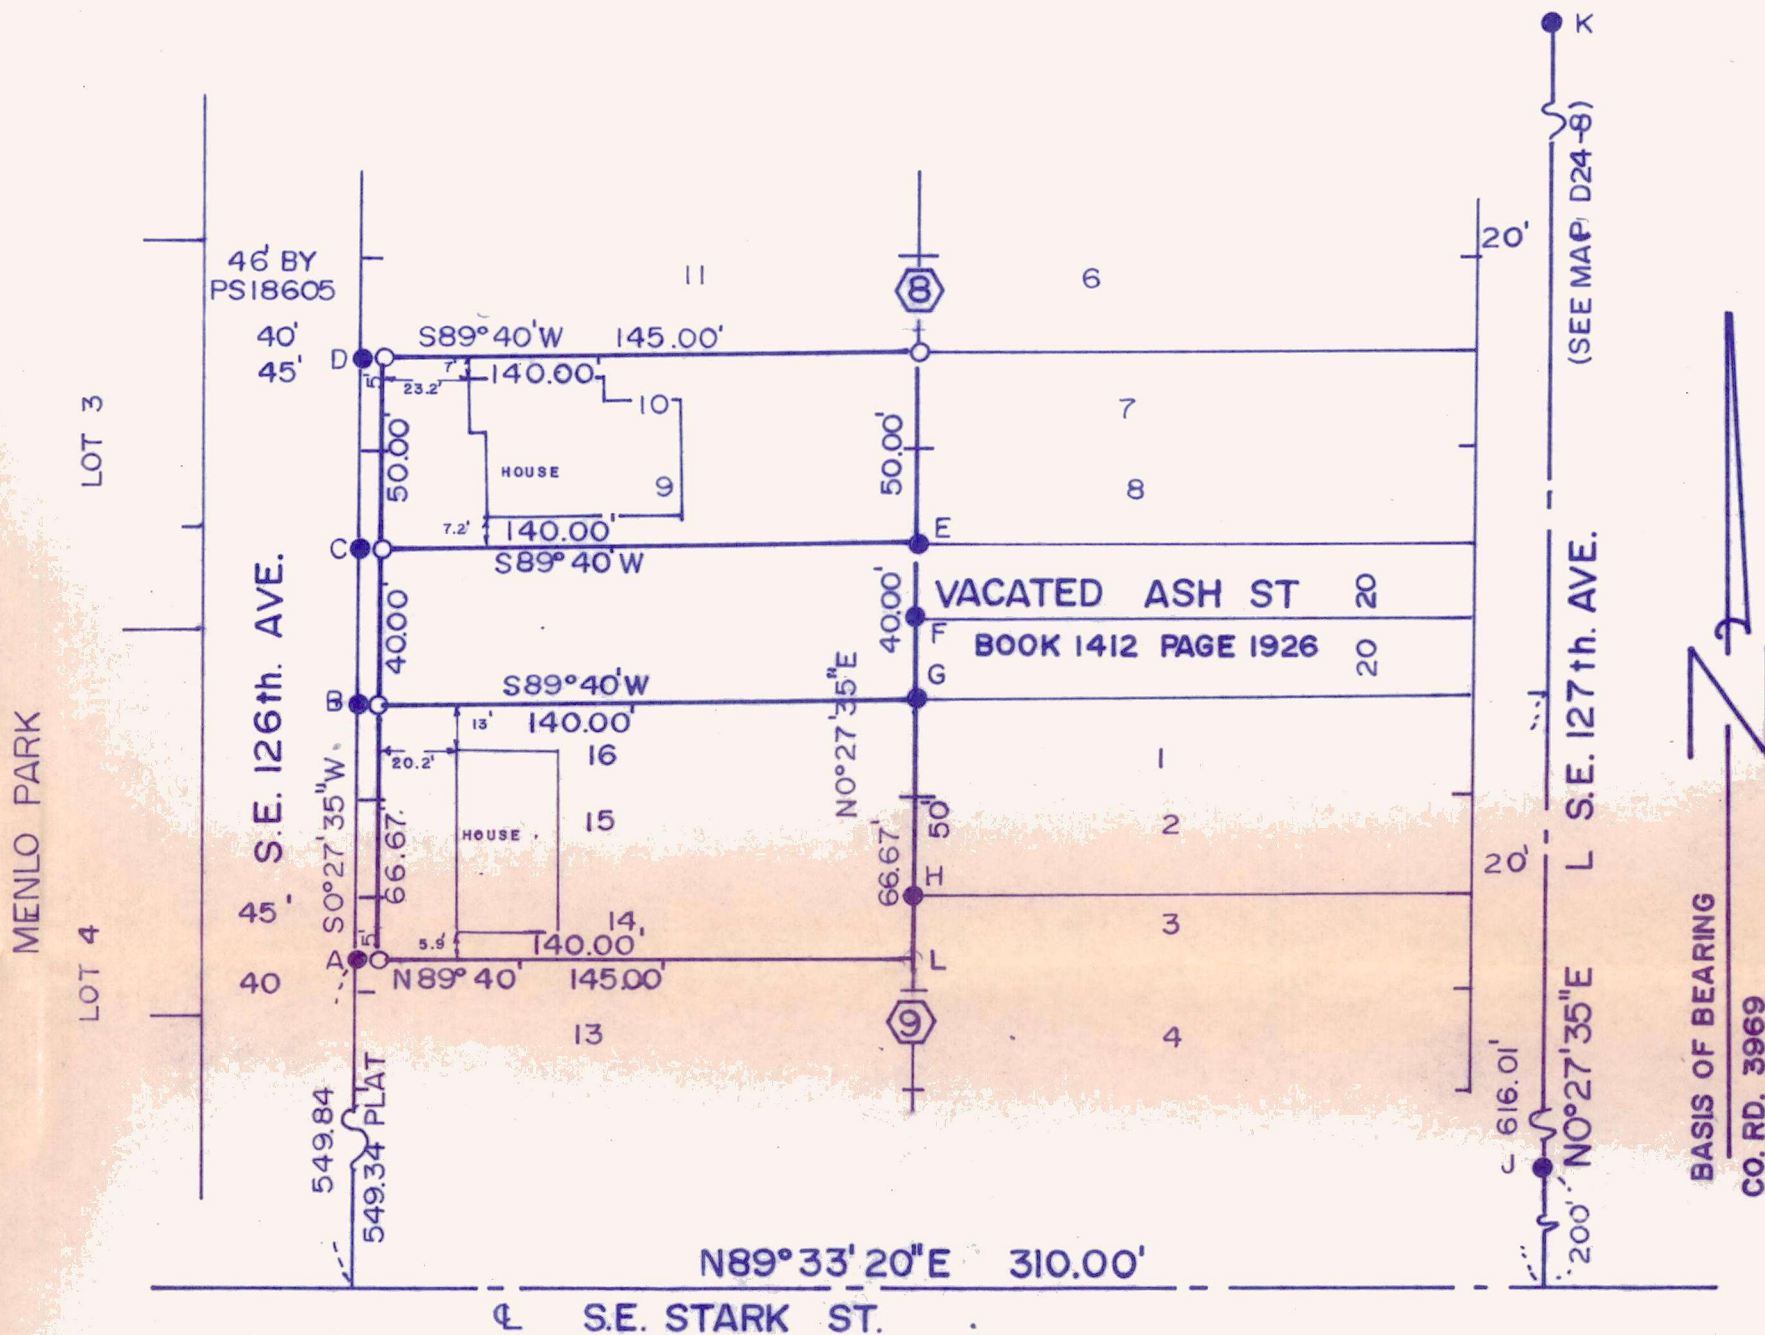 K
(SEE MAP D24-8)
20'
46' BY
PS18605
11
8
6
40'
45'
D
S89°40'W 145.00'
7'
140.00'
5'
23.2'
10
7
LOT 3
50.00'
50.00'
HOUSE
9
8
7.2'
140.00'
C
S89°40'W
E
S.E. 126th. AVE.
40.00'
40.00'
VACATED ASH ST 20
F
BOOK 1412 PAGE 1926 20
G
S89°40'W
B
140.00'
13'
20.2'
16
N0°27'35"E
1
S.E. 127th. AVE.
MENLO PARK
S0°27'35"W
66.67'
HOUSE
15
50'
2
66.67'
H
20'
45'
14
3
LOT 4
5'
5.9'
140.00'
A
L
40
N89°40' 145.00'
13
9
4
549.84
549.34 PLAT
616.01'
N0°27'35"E
J
200'
BASIS OF BEARING
CO. RD. 3969
N
N89°33'20"E 310.00'
℄ S.E. STARK ST.